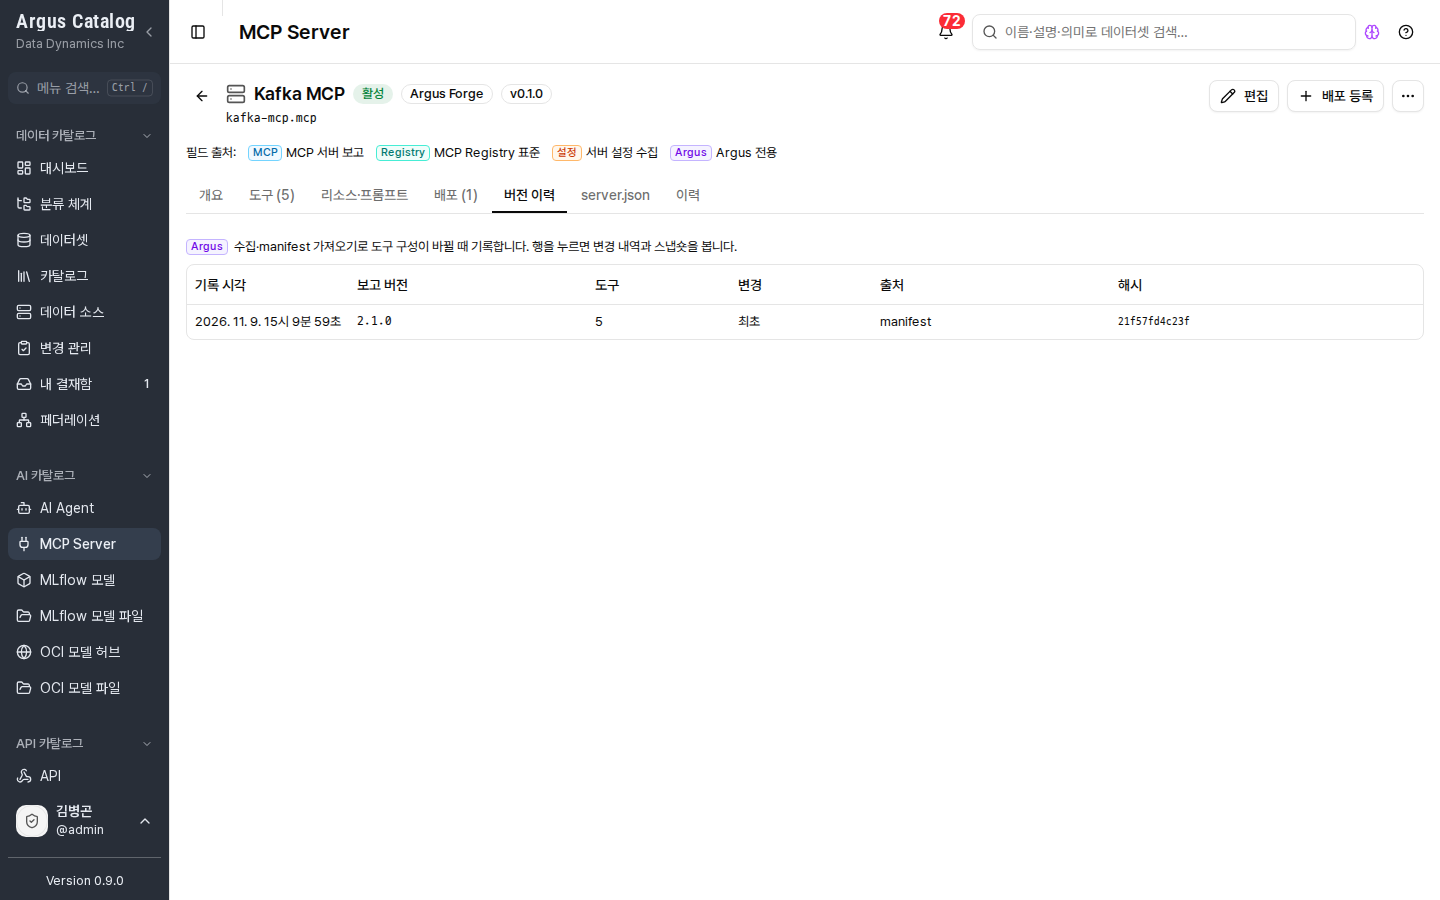 Argus Catalog
Data Dynamics Inc
메뉴 검색... Ctrl /
데이터 카탈로그
대시보드
분류 체계
데이터셋
카탈로그
데이터 소스
변경 관리
내 결재함 1
페더레이션
AI 카탈로그
AI Agent
MCP Server
MLflow 모델
MLflow 모델 파일
OCI 모델 허브
OCI 모델 파일
API 카탈로그
API
김병곤
@admin
Version 0.9.0
MCP Server
72
이름·설명·의미로 데이터셋 검색...
Kafka MCP 활성 Argus Forge v0.1.0
kafka-mcp.mcp
편집
배포 등록
필드 출처: MCP MCP 서버 보고 Registry MCP Registry 표준 설정 서버 설정 수집 Argus Argus 전용
개요 도구 (5) 리소스·프롬프트 배포 (1) 버전 이력 server.json 이력
Argus 수집·manifest 가져오기로 도구 구성이 바뀔 때 기록합니다. 행을 누르면 변경 내역과 스냅숏을 봅니다.
기록 시각 보고 버전 도구 변경 출처 해시
2026. 11. 9. 15시 9분 59초 2.1.0 5 최초 manifest 21f57fd4c23f